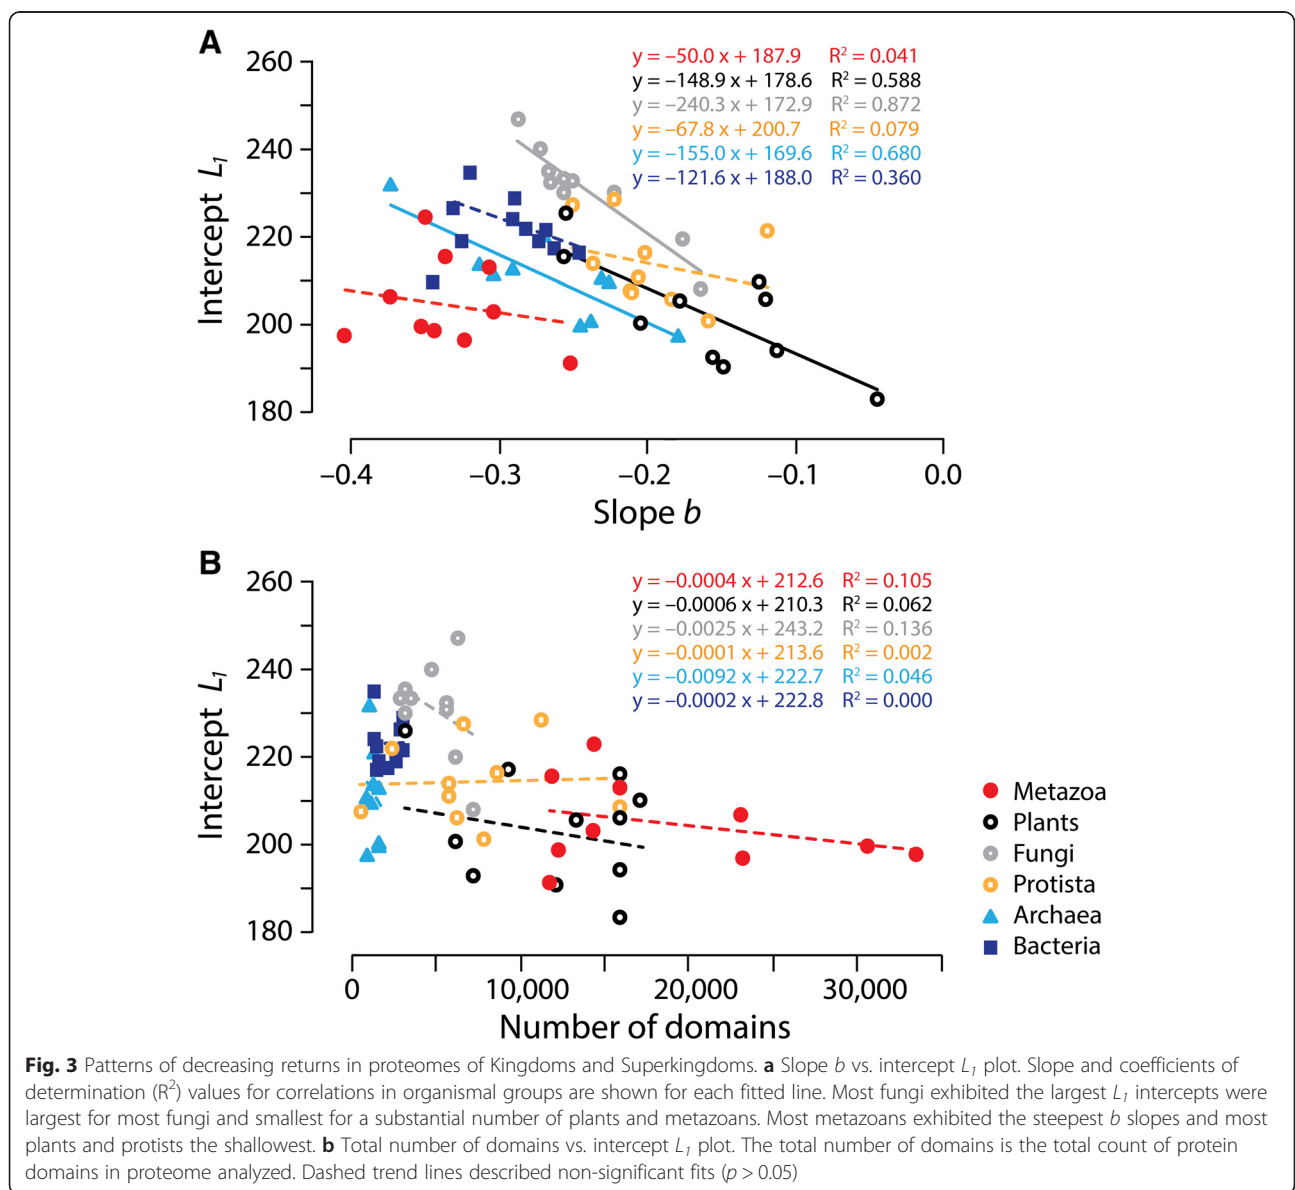 A
260
240
220
200
180
Intercept L1
y = –50.0 x + 187.9 R2 = 0.041
y = –148.9 x + 178.6 R2 = 0.588
y = –240.3 x + 172.9 R2 = 0.872
y = –67.8 x + 200.7 R2 = 0.079
y = –155.0 x + 169.6 R2 = 0.680
y = –121.6 x + 188.0 R2 = 0.360
–0.4 –0.3 –0.2 –0.1 0.0
Slope b
B
260
240
220
200
180
Intercept L1
y = –0.0004 x + 212.6 R2 = 0.105
y = –0.0006 x + 210.3 R2 = 0.062
y = –0.0025 x + 243.2 R2 = 0.136
y = –0.0001 x + 213.6 R2 = 0.002
y = –0.0092 x + 222.7 R2 = 0.046
y = –0.0002 x + 222.8 R2 = 0.000
Metazoa
Plants
Fungi
Protista
Archaea
Bacteria
0 10,000 20,000 30,000
Number of domains
Fig. 3 Patterns of decreasing returns in proteomes of Kingdoms and Superkingdoms. a Slope b vs. intercept L1 plot. Slope and coefficients of
determination (R2) values for correlations in organismal groups are shown for each fitted line. Most fungi exhibited the largest L1 intercepts were
largest for most fungi and smallest for a substantial number of plants and metazoans. Most metazoans exhibited the steepest b slopes and most
plants and protists the shallowest. b Total number of domains vs. intercept L1 plot. The total number of domains is the total count of protein
domains in proteome analyzed. Dashed trend lines described non-significant fits (p > 0.05)